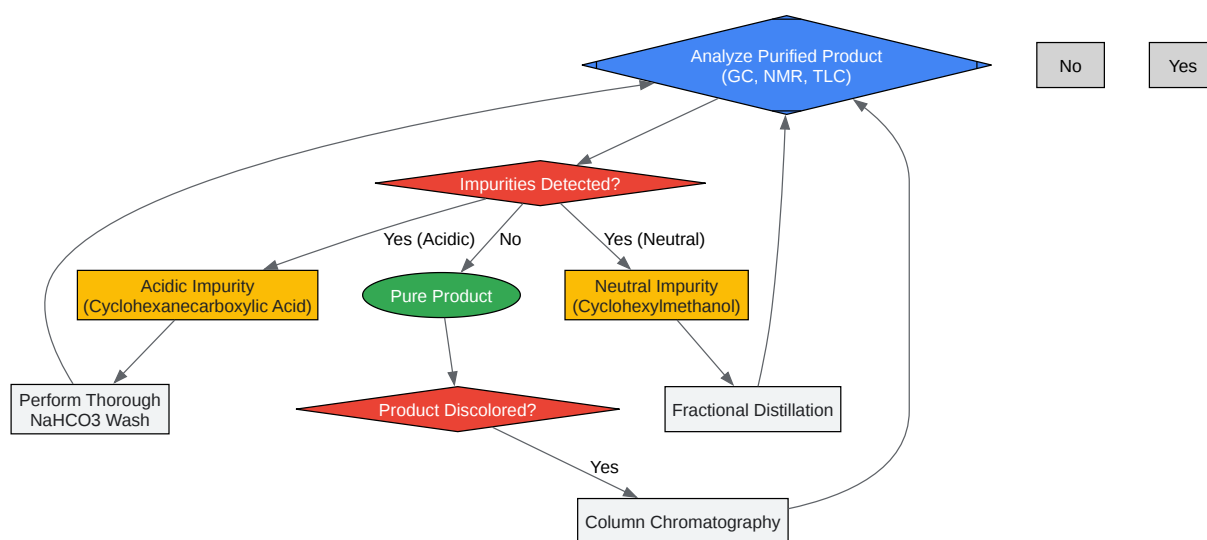 Analyze Purified Product
(GC, NMR, TLC)
No
Yes
Impurities Detected?
Yes (Acidic)
No
Yes (Neutral)
Acidic Impurity
(Cyclohexanecarboxylic Acid)
Pure Product
Neutral Impurity
(Cyclohexylmethanol)
Perform Thorough
NaHCO3 Wash
Product Discolored?
Fractional Distillation
Yes
Column Chromatography